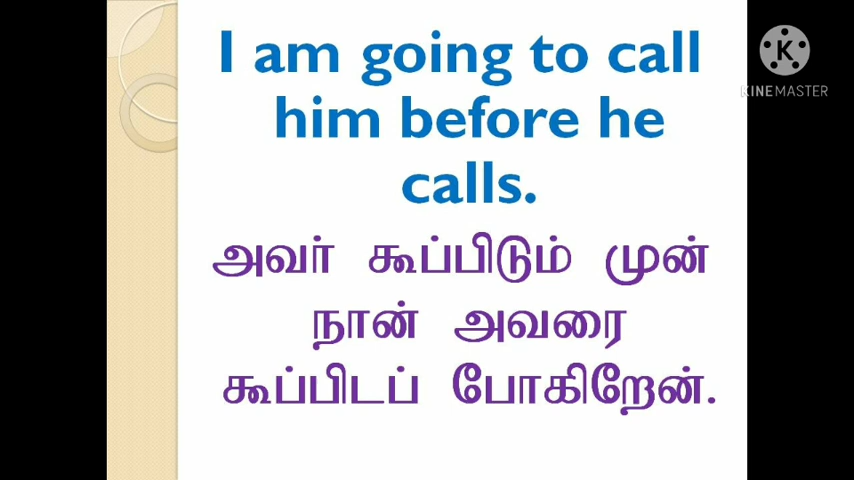 I am going to call
him before he
calls.
அவர் கூப்பிடும் முன்
நான் அவரை
கூப்பிடப் போகிறேன்.
K
KINEMASTER